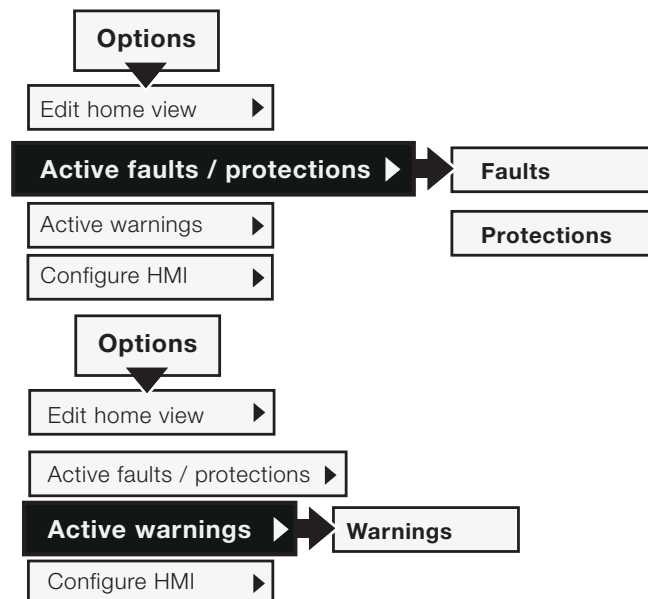 Options
Edit home view
Active faults / protections
Faults
Active warnings
Protections
Configure HMI
Options
Edit home view
Active faults / protections
Active warnings
Warnings
Configure HMI